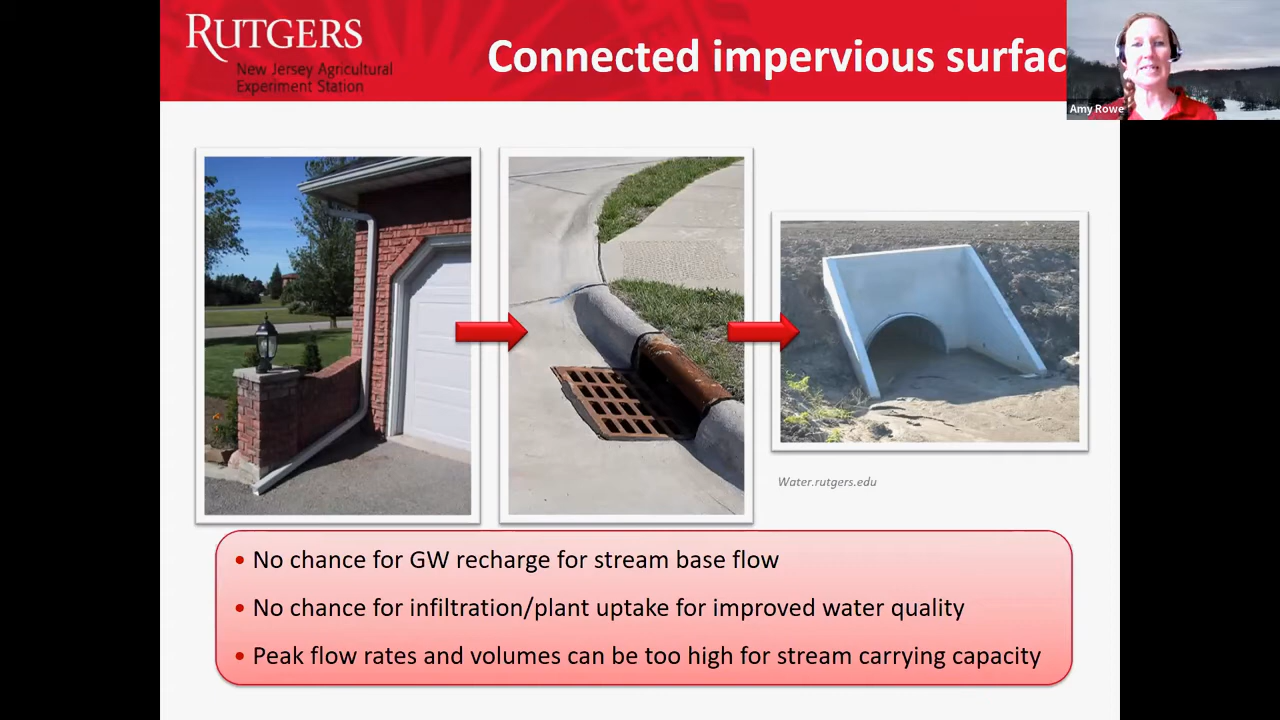 RUTGERS
New Jersey Agricultural
Experiment Station
Connected impervious surfac
Amy Rowe
Water.rutgers.edu
• No chance for GW recharge for stream base flow
• No chance for infiltration/plant uptake for improved water quality
• Peak flow rates and volumes can be too high for stream carrying capacity